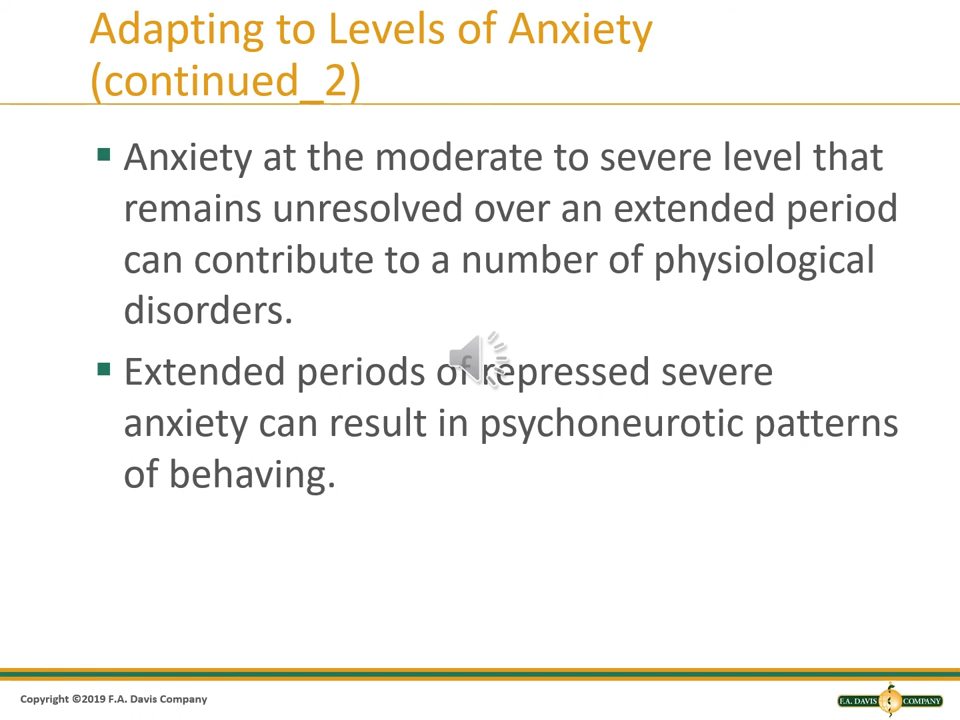 Adapting to Levels of Anxiety
(continued_2)
Anxiety at the moderate to severe level that
remains unresolved over an extended period
can contribute to a number of physiological
disorders.
Extended periods of repressed severe
anxiety can result in psychoneurotic patterns
of behaving.
Copyright ©2019 F.A. Davis Company
F.A. DAVIS COMPANY